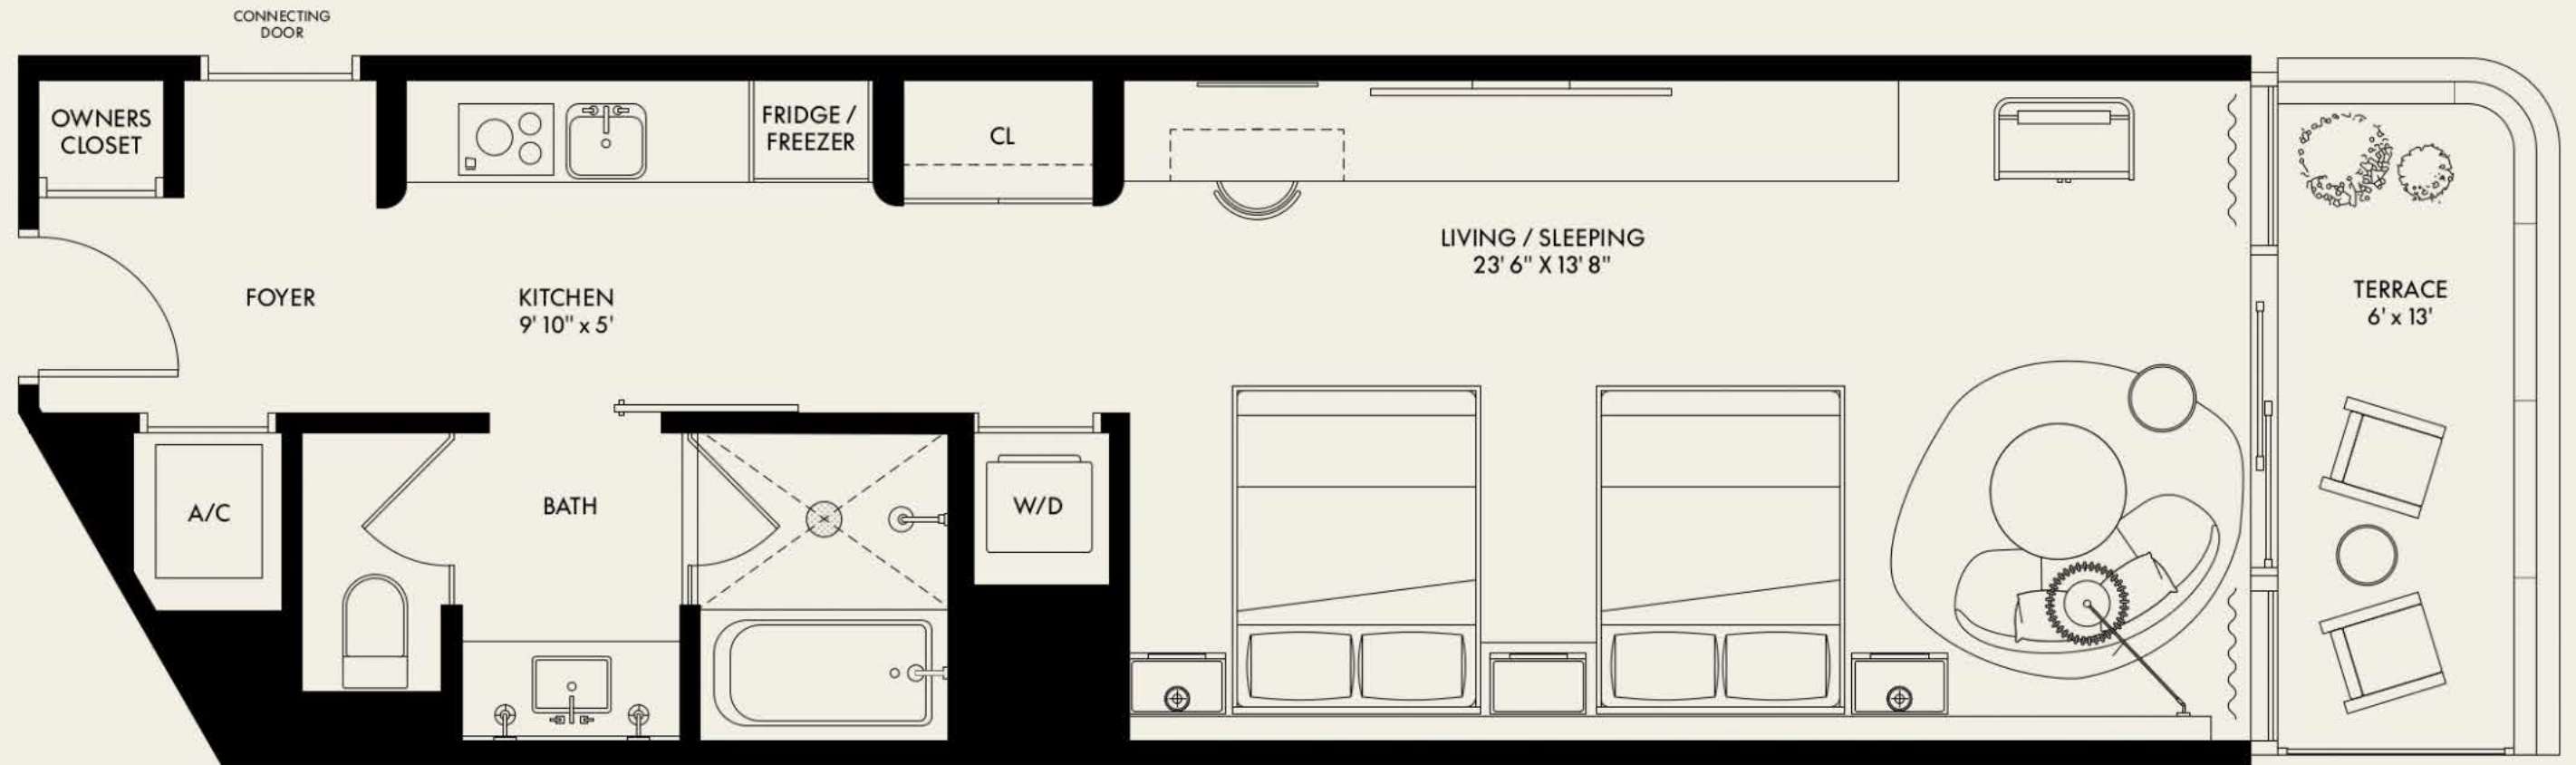 CONNECTING
DOOR
OWNERS
CLOSET
FRIDGE /
FREEZER
CL
LIVING / SLEEPING
23' 6" X 13' 8"
FOYER
KITCHEN
9' 10" x 5'
TERRACE
6' x 13'
A/C
BATH
W/D